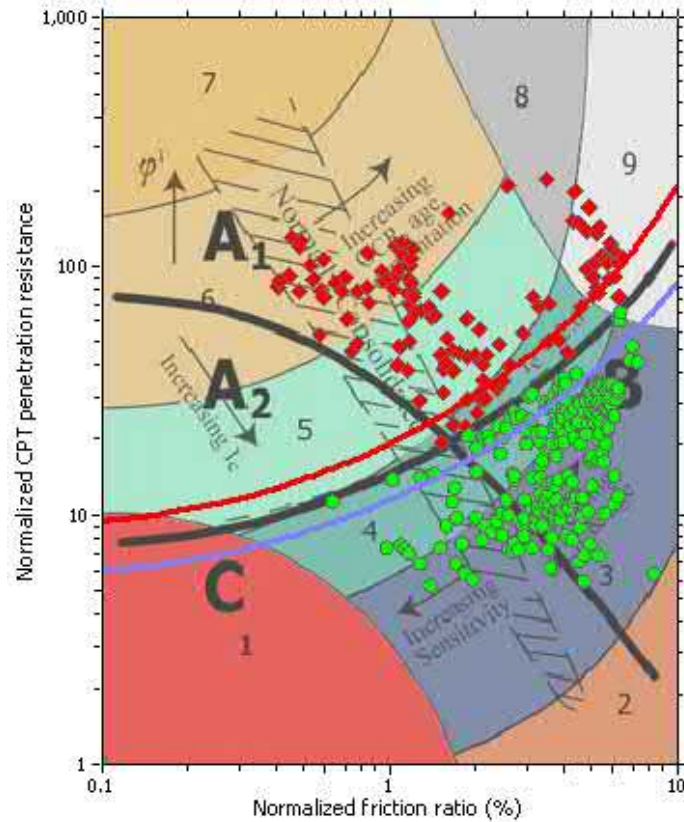 1,000
100
10
1
0.1
1
10
Normalized CPT penetration resistance
Normalized friction ratio (%)
7
8
9
φ'
A1
Increasing
OCR, age,
6
A2
Increasing Ic
5
B
4
3
C
Increasing
Sensitivity
1
2